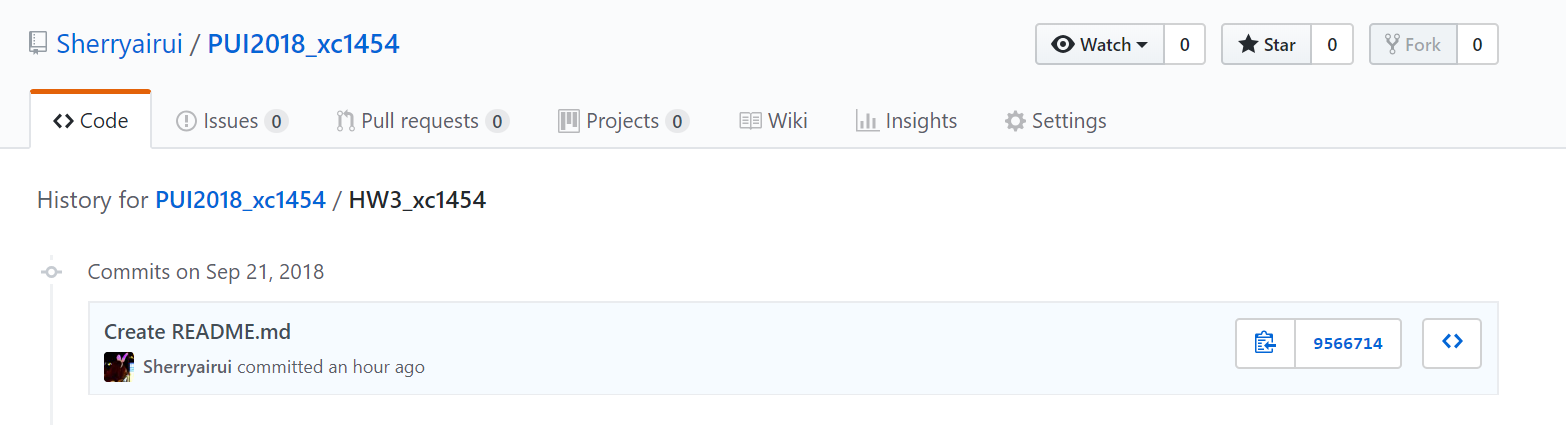 Sherryairui / PUI2018_xc1454 Watch 0 Star 0 Fork 0
Code Issues 0 Pull requests 0 Projects 0 Wiki Insights Settings
History for PUI2018_xc1454 / HW3_xc1454
Commits on Sep 21, 2018
Create README.md
9566714
Sherryairui committed an hour ago